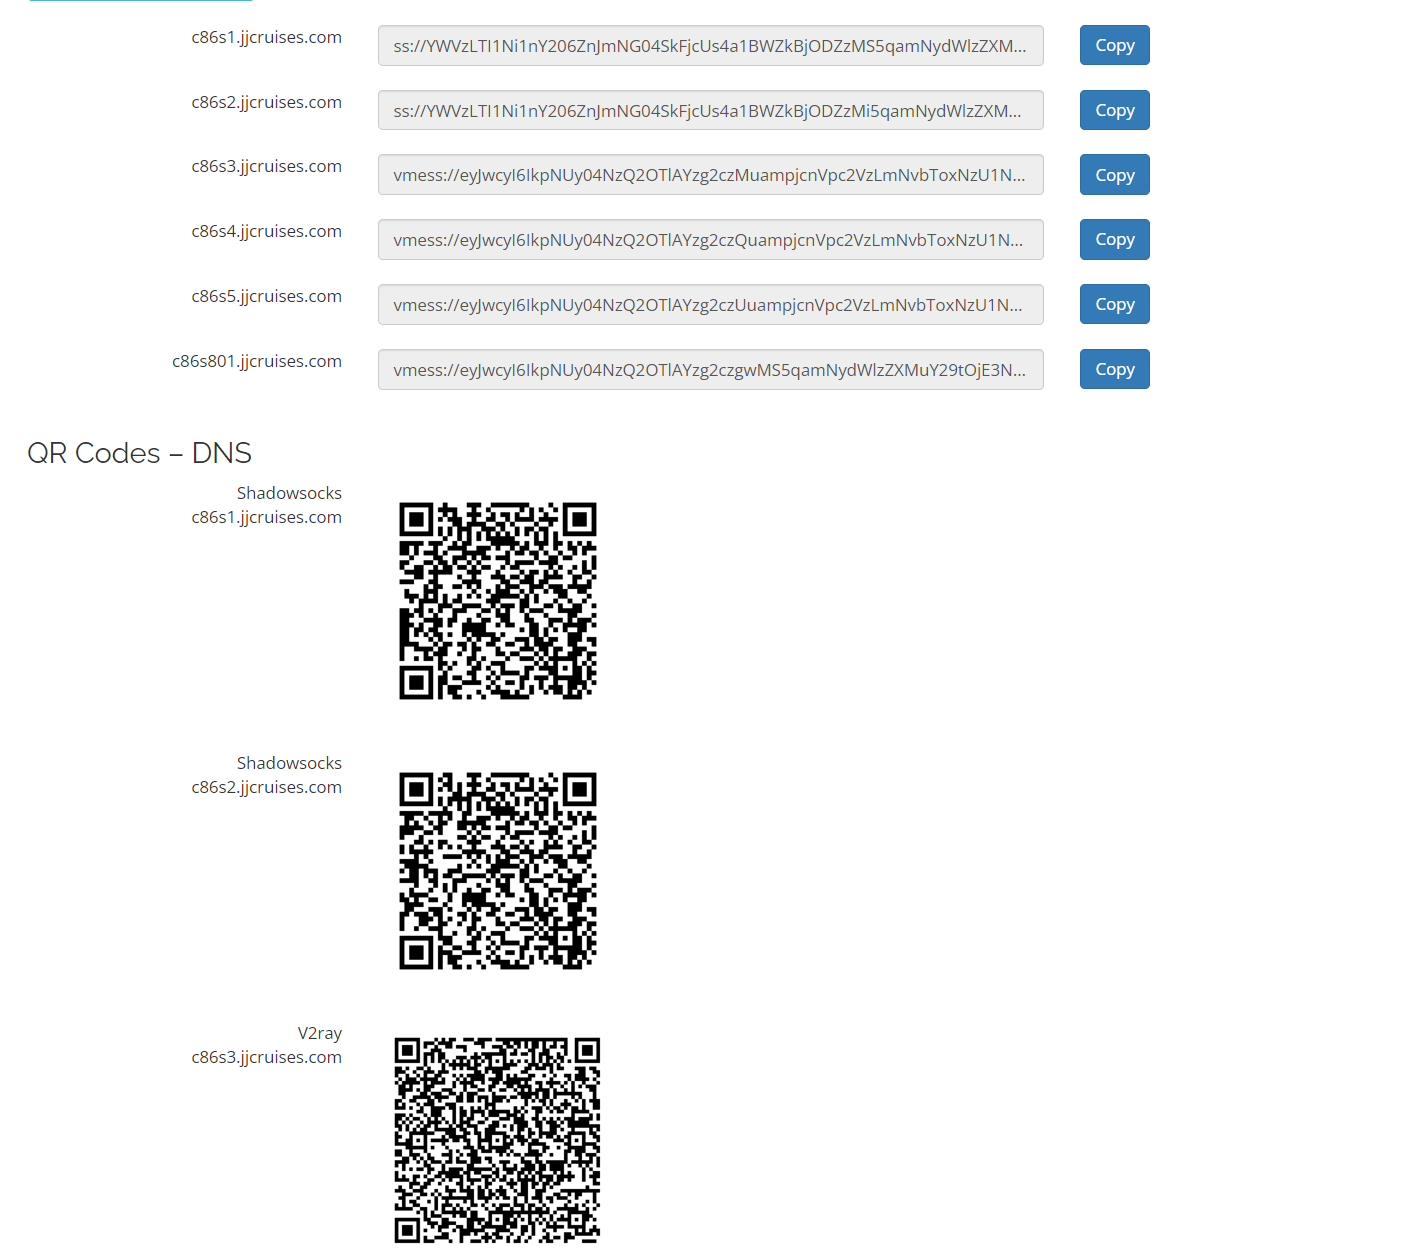 c86s1.jjcruises.com ss://YWVzLTI1Ni1nY206ZnJmNG04SkFjcUs4a1BWZkBjODZzMS5qamNydWlzZXM... Copy
c86s2.jjcruises.com ss://YWVzLTI1Ni1nY206ZnJmNG04SkFjcUs4a1BWZkBjODZzMi5qamNydWlzZXM... Copy
c86s3.jjcruises.com vmess://eyJwcyI6IkpNUy04NzQ2OTlAYzg2czMuampjcnVpc2VzLmNvbToxNzU1N... Copy
c86s4.jjcruises.com vmess://eyJwcyI6IkpNUy04NzQ2OTlAYzg2czQuampjcnVpc2VzLmNvbToxNzU1N... Copy
c86s5.jjcruises.com vmess://eyJwcyI6IkpNUy04NzQ2OTlAYzg2czUuampjcnVpc2VzLmNvbToxNzU1N... Copy
c86s801.jjcruises.com vmess://eyJwcyI6IkpNUy04NzQ2OTlAYzg2czgwMS5qamNydWlzZXMuY29tOjE3N... Copy
QR Codes – DNS
Shadowsocks
c86s1.jjcruises.com
Shadowsocks
c86s2.jjcruises.com
V2ray
c86s3.jjcruises.com